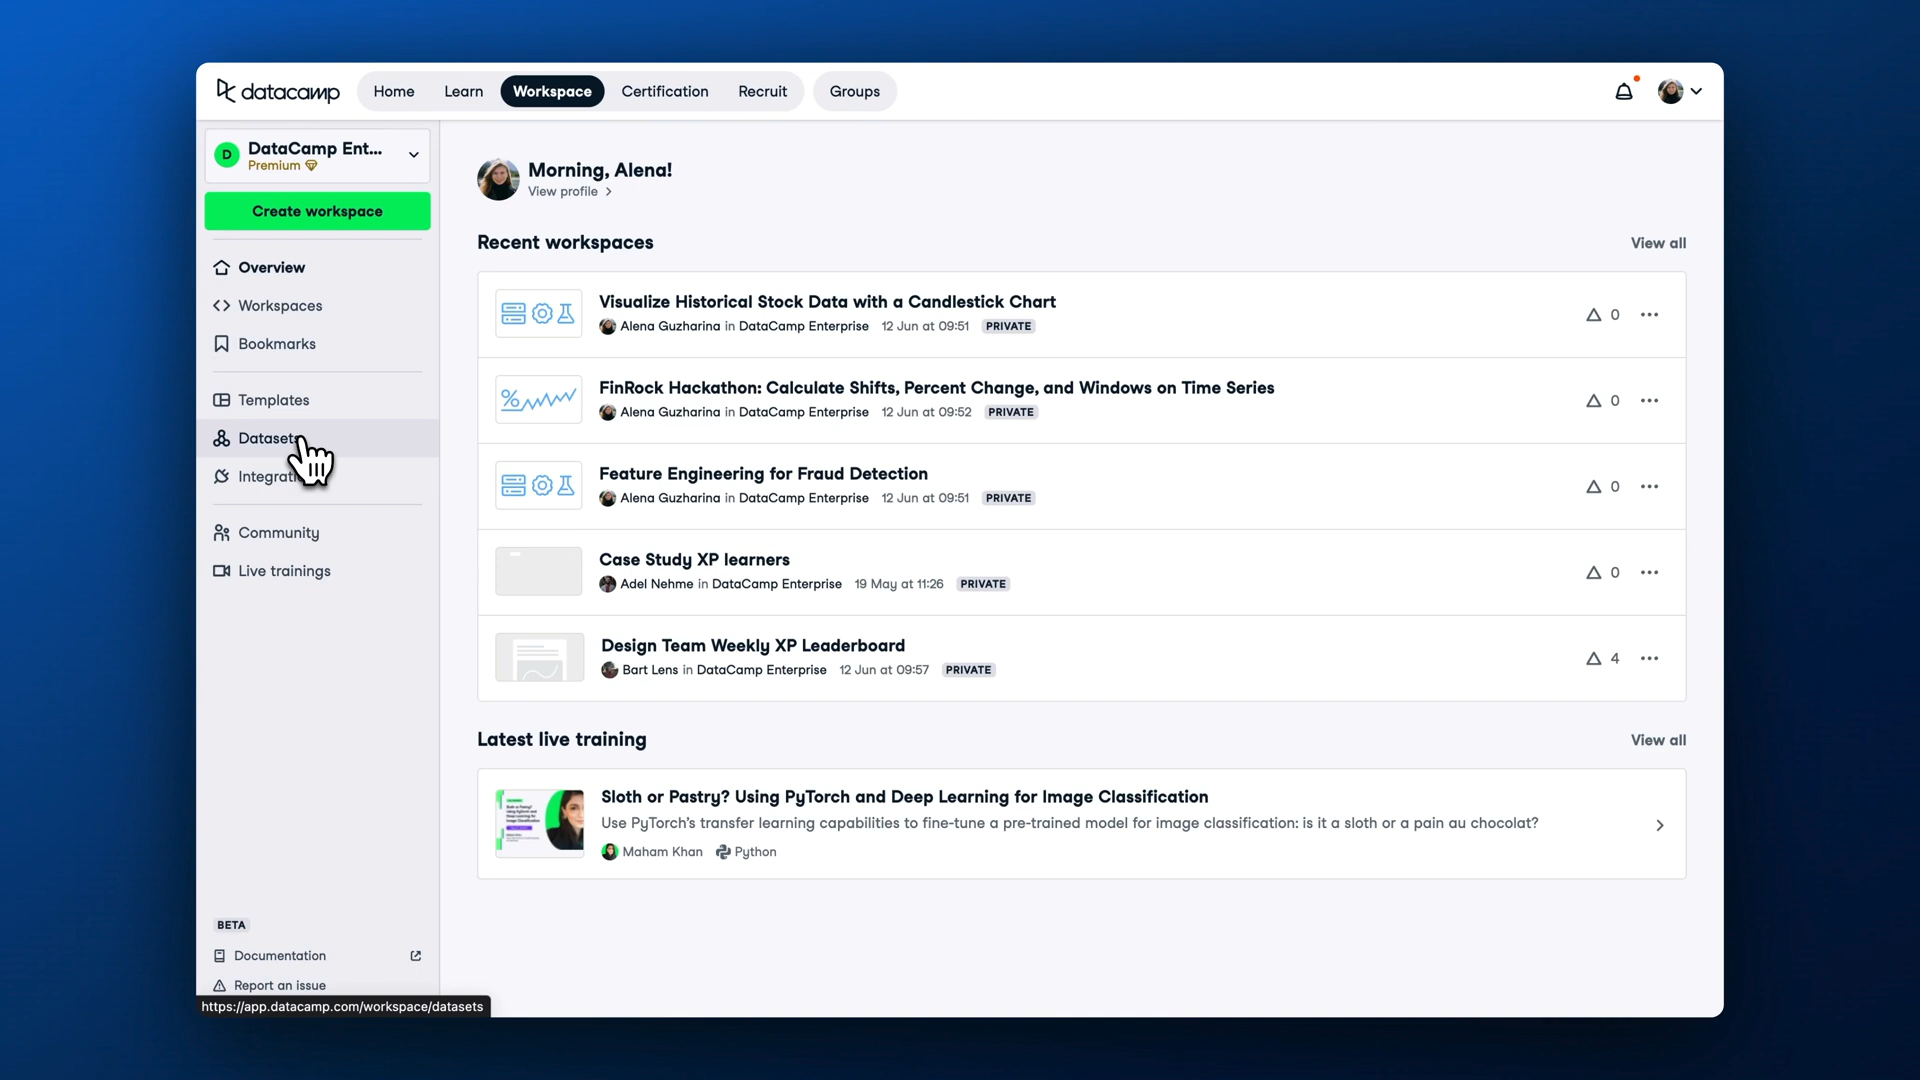 datacamp
Home
Learn
Workspace
Certification
Recruit
Groups
D
DataCamp Ent...
Premium
Create workspace
Overview
Workspaces
Bookmarks
Templates
Datasets
Community
Live trainings
BETA
Documentation
Report an issue
https://app.datacamp.com/workspace/datasets
Morning, Alena!
View profile
Recent workspaces
View all
Visualize Historical Stock Data with a Candlestick Chart
Alena Guzharina in DataCamp Enterprise 12 Jun at 09:51 PRIVATE
0
FinRock Hackathon: Calculate Shifts, Percent Change, and Windows on Time Series
Alena Guzharina in DataCamp Enterprise 12 Jun at 09:52 PRIVATE
0
Feature Engineering for Fraud Detection
Alena Guzharina in DataCamp Enterprise 12 Jun at 09:51 PRIVATE
0
Case Study XP learners
Adel Nehme in DataCamp Enterprise 19 May at 11:26 PRIVATE
0
Design Team Weekly XP Leaderboard
Bart Lens in DataCamp Enterprise 12 Jun at 09:57 PRIVATE
4
Latest live training
View all
Sloth or Pastry? Using PyTorch and Deep Learning for Image Classification
Use PyTorch's transfer learning capabilities to fine-tune a pre-trained model for image classification: is it a sloth or a pain au chocolat?
Maham Khan Python